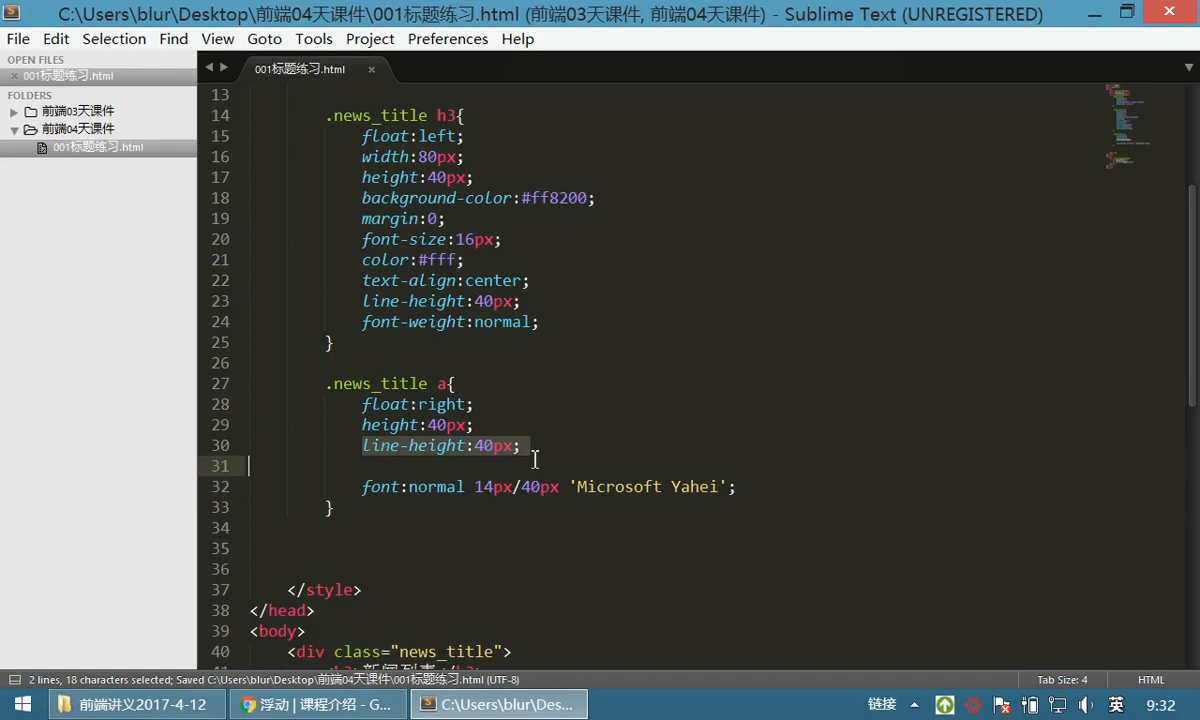 C:\Users\blur\Desktop\前端04天课件\001标题练习.html (前端03天课件, 前端04天课件) - Sublime Text (UNREGISTERED)
File Edit Selection Find View Goto Tools Project Preferences Help
OPEN FILES
001标题练习.html
FOLDERS
前端03天课件
前端04天课件
001标题练习.html
001标题练习.html
13
14 .news_title h3{
15 float:left;
16 width:80px;
17 height:40px;
18 background-color:#ff8200;
19 margin:0;
20 font-size:16px;
21 color:#fff;
22 text-align:center;
23 line-height:40px;
24 font-weight:normal;
25 }
26
27 .news_title a{
28 float:right;
29 height:40px;
30 line-height:40px;
31
32 font:normal 14px/40px 'Microsoft Yahei';
33 }
34
35
36
37 </style>
38 </head>
39 <body>
40 <div class="news_title">
41 <h3>新闻列表</h3>
2 lines, 18 characters selected; Saved C:\Users\blur\Desktop\前端04天课件\001标题练习.html (UTF-8)
Tab Size: 4
HTML
前端讲义2017-4-12
浮动 | 课程介绍 - G...
C:\Users\blur\Des...
链接
英
9:32